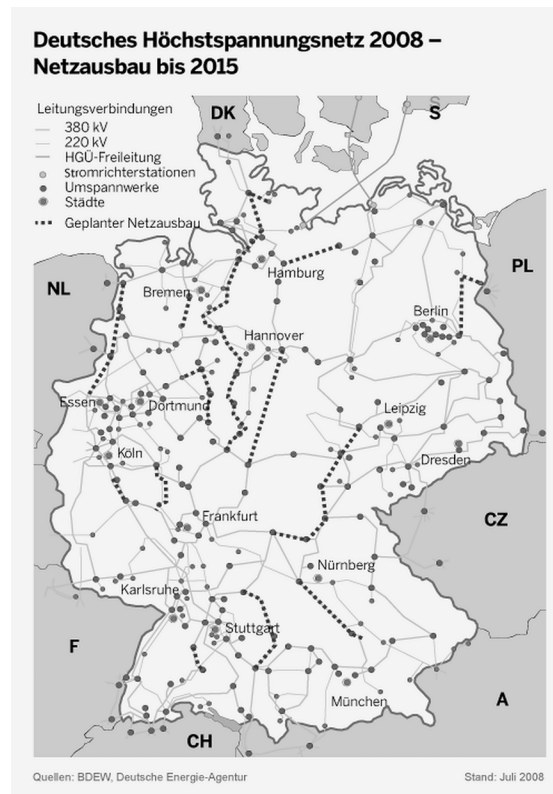 Deutsches Höchstspannungsnetz 2008 –
Netzausbau bis 2015
Leitungsverbindungen
380 kV
220 kV
HGÜ-Freileitung
Stromrichterstationen
Umspannwerke
Städte
Geplanter Netzausbau
DK
S
NL
PL
Hamburg
Bremen
Berlin
Hannover
Essen
Dortmund
Leipzig
Köln
Dresden
Frankfurt
CZ
Nürnberg
Karlsruhe
Stuttgart
F
München
A
CH
Quellen: BDEW, Deutsche Energie-Agentur
Stand: Juli 2008